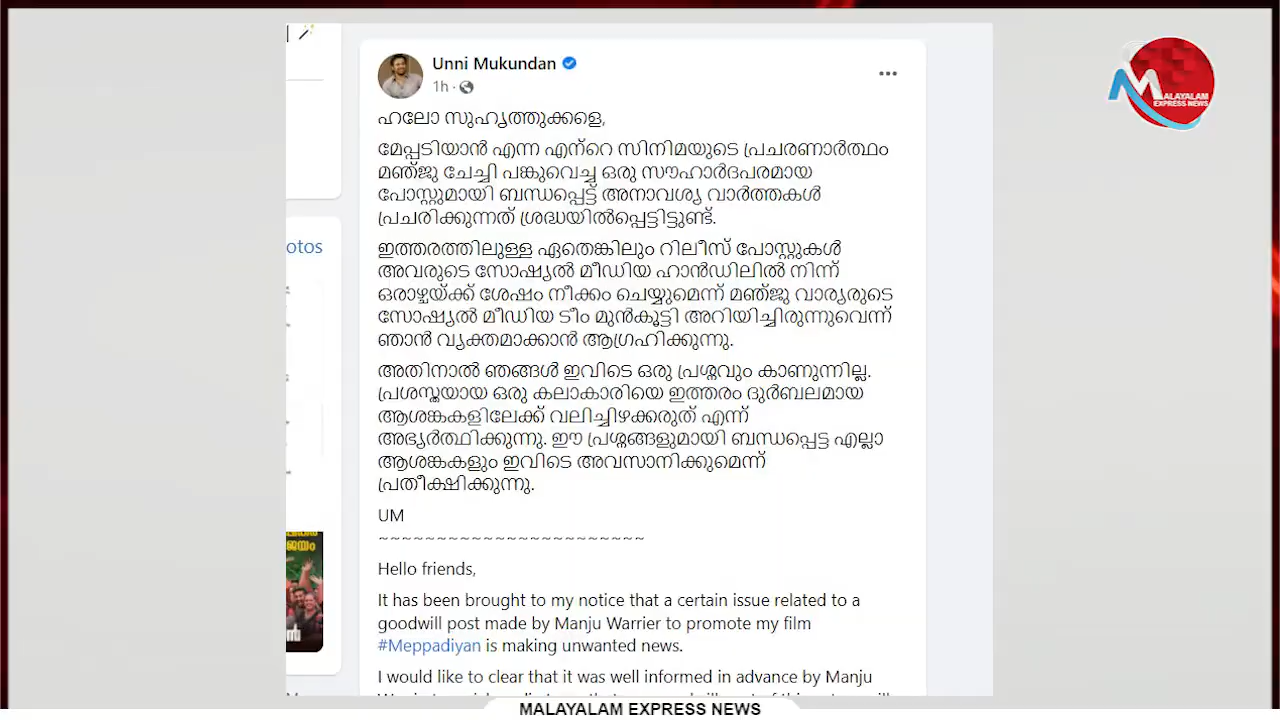 Unni Mukundan
1h ·
ഹലോ സുഹൃത്തുക്കളെ,
മേപ്പടിയാൻ എന്ന എന്റെ സിനിമയുടെ പ്രചരണാർത്ഥം
മഞ്ജു ചേച്ചി പങ്കുവെച്ച ഒരു സൗഹാർദപരമായ
പോസ്റ്റുമായി ബന്ധപ്പെട്ട് അനാവശ്യ വാർത്തകൾ
പ്രചരിക്കുന്നത് ശ്രദ്ധയിൽപ്പെട്ടിട്ടുണ്ട്.
ഇത്തരത്തിലുള്ള ഏതെങ്കിലും റിലീസ് പോസ്റ്റുകൾ
അവരുടെ സോഷ്യൽ മീഡിയ ഹാൻഡിലിൽ നിന്ന്
ഒരാഴ്ചയ്ക്ക് ശേഷം നീക്കം ചെയ്യുമെന്ന് മഞ്ജു വാര്യരുടെ
സോഷ്യൽ മീഡിയ ടീം മുൻകൂട്ടി അറിയിച്ചിരുന്നുവെന്ന്
ഞാൻ വ്യക്തമാക്കാൻ ആഗ്രഹിക്കുന്നു.
അതിനാൽ ഞങ്ങൾ ഇവിടെ ഒരു പ്രശ്നവും കാണുന്നില്ല.
പ്രശസ്തയായ ഒരു കലാകാരിയെ ഇത്തരം ദുർബലമായ
ആശങ്കകളിലേക്ക് വലിച്ചിഴക്കരുത് എന്ന്
അഭ്യർത്ഥിക്കുന്നു. ഈ പ്രശ്നങ്ങളുമായി ബന്ധപ്പെട്ട എല്ലാ
ആശങ്കകളും ഇവിടെ അവസാനിക്കുമെന്ന്
പ്രതീക്ഷിക്കുന്നു.
UM
~~~~~~~~~~~~~~~~~~~~~~~
Hello friends,
It has been brought to my notice that a certain issue related to a
goodwill post made by Manju Warrier to promote my film
#Meppadiyan is making unwanted news.
I would like to clear that it was well informed in advance by Manju
otos
MALAYALAM
EXPRESS NEWS
MALAYALAM EXPRESS NEWS